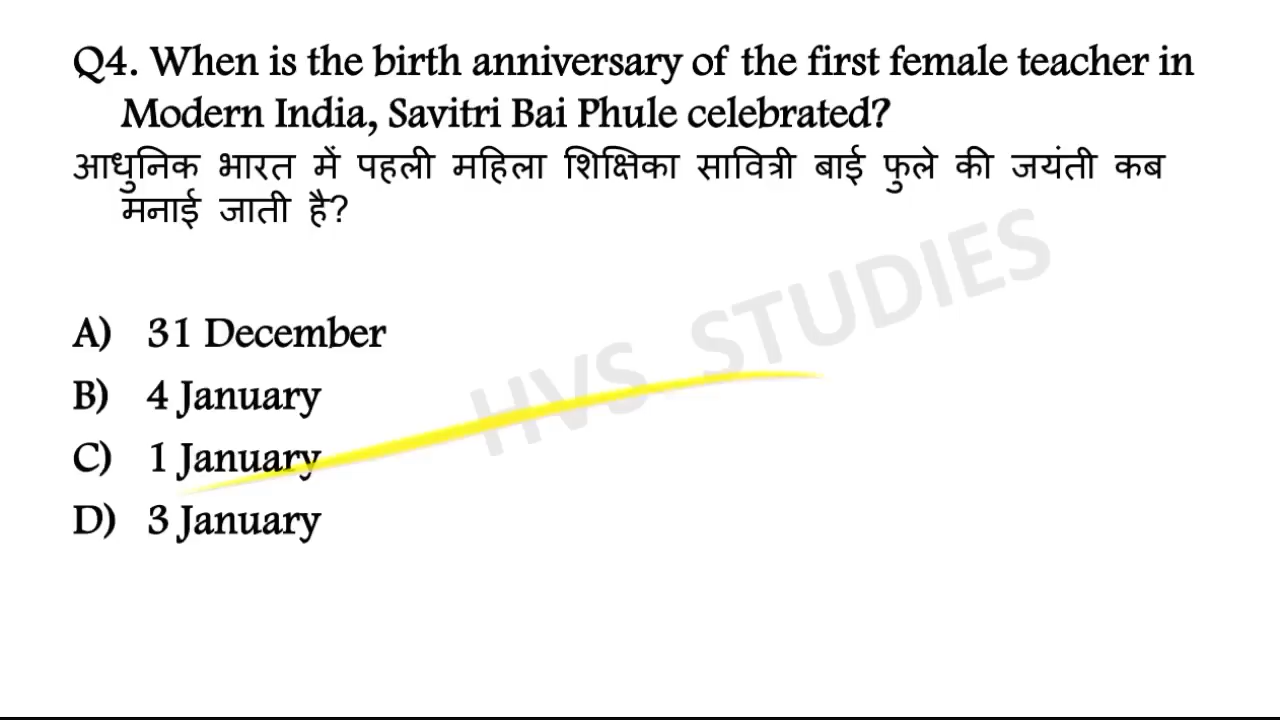 Q4. When is the birth anniversary of the first female teacher in
Modern India, Savitri Bai Phule celebrated?
आधुनिक भारत में पहली महिला शिक्षिका सावित्री बाई फुले की जयंती कब
मनाई जाती है?
HVS STUDIES
A) 31 December
B) 4 January
C) 1 January
D) 3 January